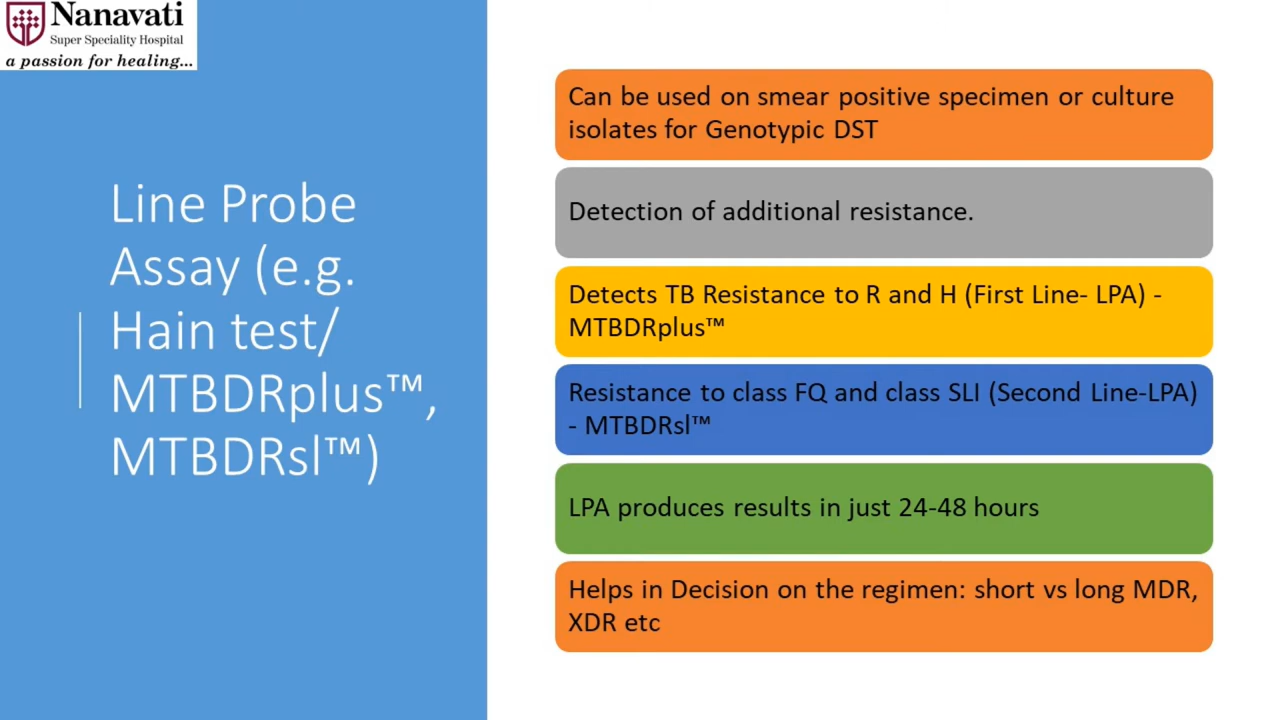 Nanavati
Super Speciality Hospital
a passion for healing...
Line Probe
Assay (e.g.
Hain test/
MTBDRplus™,
MTBDRsl™)
Can be used on smear positive specimen or culture
isolates for Genotypic DST
Detection of additional resistance.
Detects TB Resistance to R and H (First Line- LPA) -
MTBDRplus™
Resistance to class FQ and class SLI (Second Line-LPA)
- MTBDRsl™
LPA produces results in just 24-48 hours
Helps in Decision on the regimen: short vs long MDR,
XDR etc